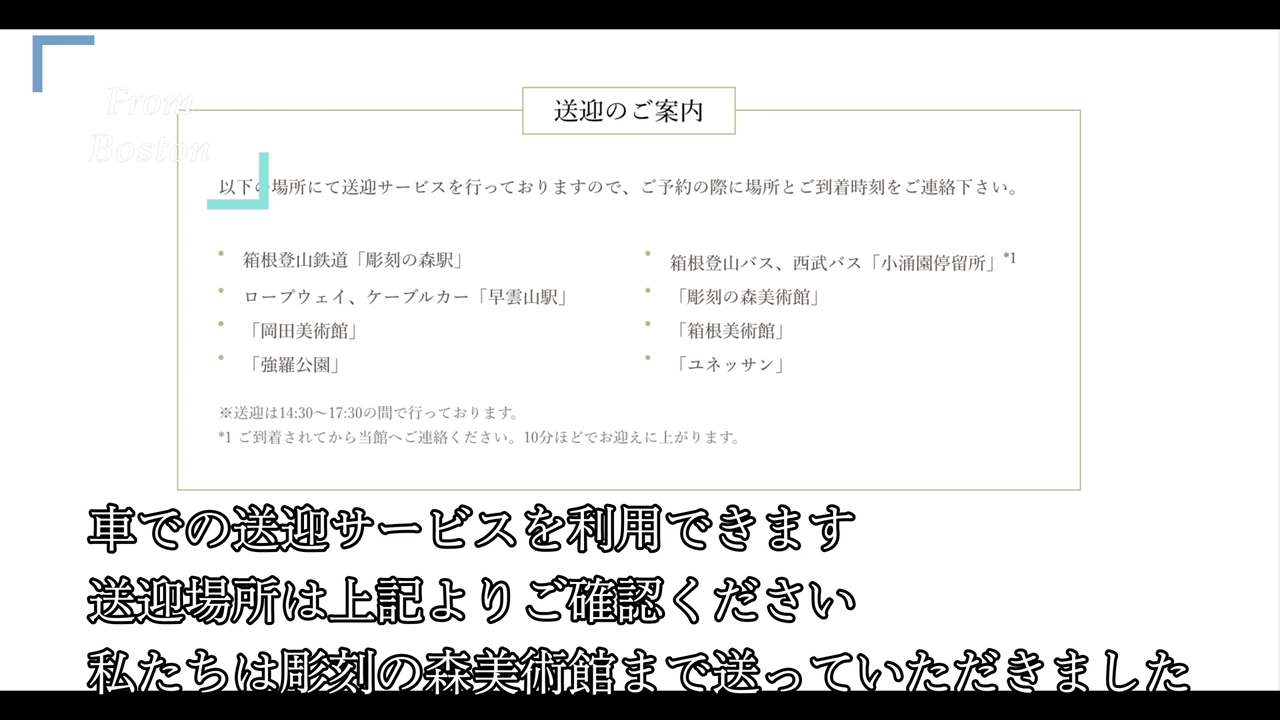 From
Boston
送迎のご案内
以下の場所にて送迎サービスを行っておりますので、ご予約の際に場所とご到着時刻をご連絡下さい。
箱根登山鉄道「彫刻の森駅」
ロープウェイ、ケーブルカー「早雲山駅」
「岡田美術館」
「強羅公園」
箱根登山バス、西武バス「小涌園停留所」*1
「彫刻の森美術館」
「箱根美術館」
「ユネッサン」
※送迎は14:30〜17:30の間で行っております。
*1 ご到着されてから当館へご連絡ください。10分ほどでお迎えに上がります。
車での送迎サービスを利用できます
送迎場所は上記よりご確認ください
私たちは彫刻の森美術館まで送っていただきました